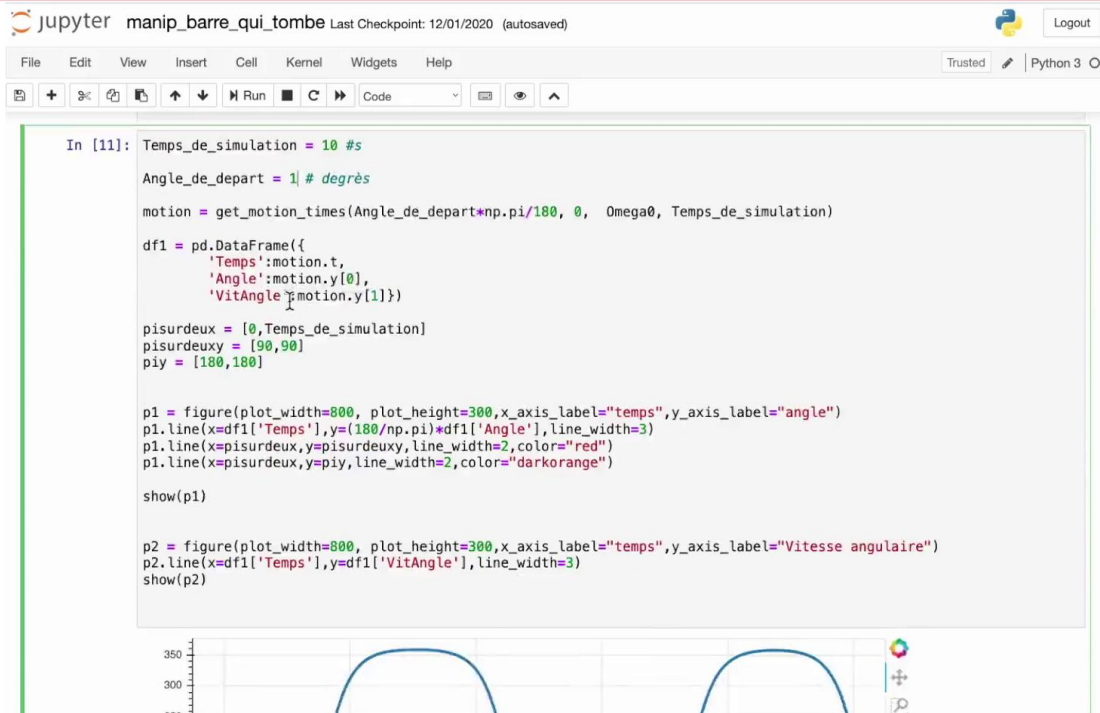 jupyter manip_barre_qui_tombe Last Checkpoint: 12/01/2020 (autosaved) Logout
File Edit View Insert Cell Kernel Widgets Help Trusted Python 3
Run Code
In [11]: Temps_de_simulation = 10 #s
Angle_de_depart = 1 # degrès
motion = get_motion_times(Angle_de_depart*np.pi/180, 0, Omega0, Temps_de_simulation)
df1 = pd.DataFrame({
'Temps':motion.t,
'Angle':motion.y[0],
'VitAngle':motion.y[1]})
pisurdeux = [0,Temps_de_simulation]
pisurdeuxy = [90,90]
piy = [180,180]
p1 = figure(plot_width=800, plot_height=300,x_axis_label="temps",y_axis_label="angle")
p1.line(x=df1['Temps'],y=(180/np.pi)*df1['Angle'],line_width=3)
p1.line(x=pisurdeux,y=pisurdeuxy,line_width=2,color="red")
p1.line(x=pisurdeux,y=piy,line_width=2,color="darkorange")
show(p1)
p2 = figure(plot_width=800, plot_height=300,x_axis_label="temps",y_axis_label="Vitesse angulaire")
p2.line(x=df1['Temps'],y=df1['VitAngle'],line_width=3)
show(p2)
350
300